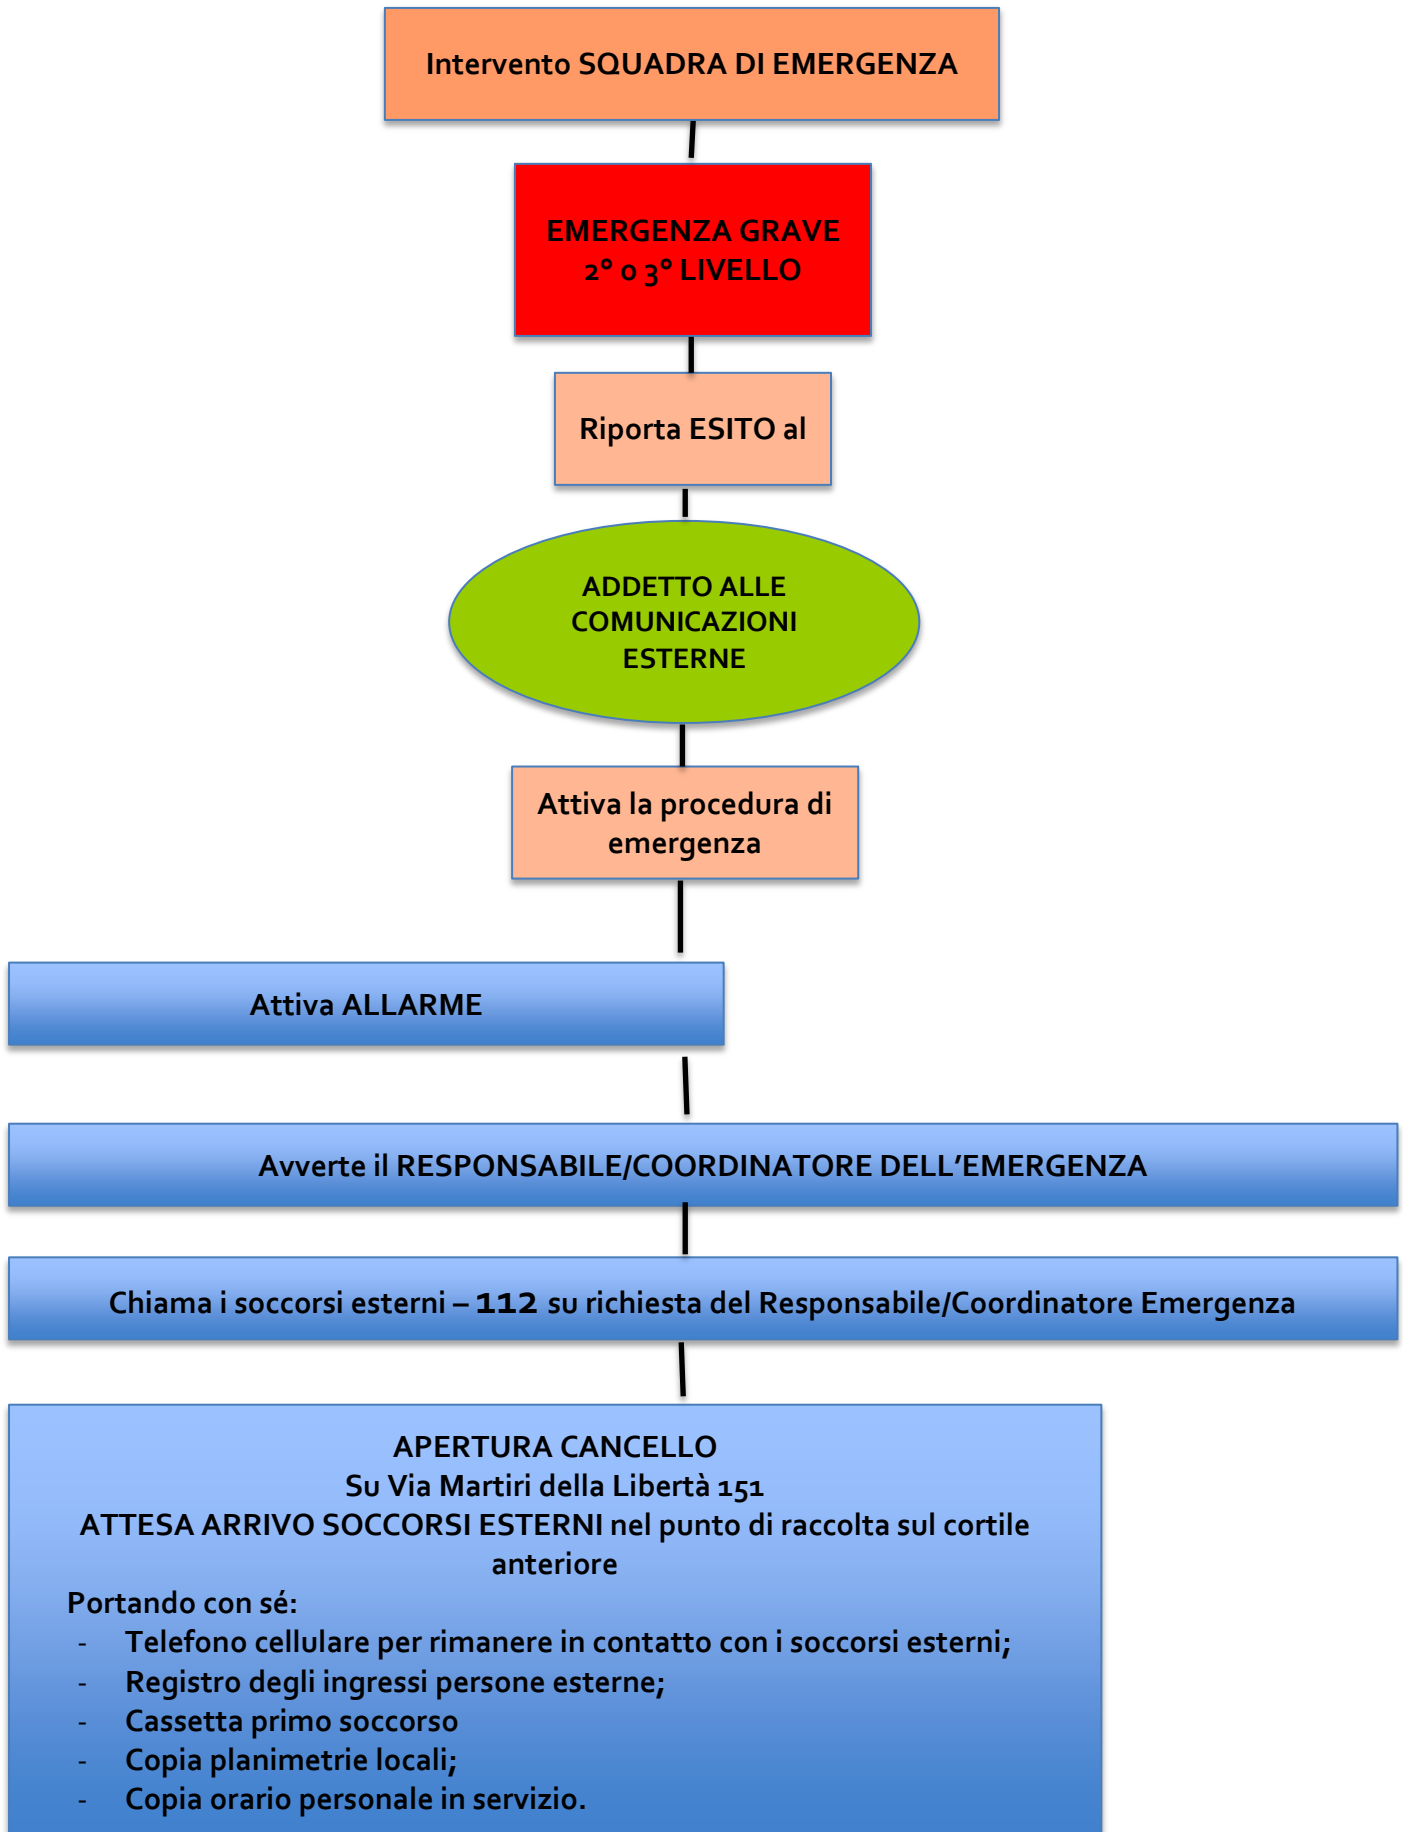 Intervento SQUADRA DI EMERGENZA
EMERGENZA GRAVE
2° o 3° LIVELLO
Riporta ESITO al
ADDETTO ALLE
COMUNICAZIONI
ESTERNE
Attiva la procedura di
emergenza
Attiva ALLARME
Avverte il RESPONSABILE/COORDINATORE DELL’EMERGENZA
Chiama i soccorsi esterni – 112 su richiesta del Responsabile/Coordinatore Emergenza
APERTURA CANCELLO
Su Via Martiri della Libertà 151
ATTESA ARRIVO SOCCORSI ESTERNI nel punto di raccolta sul cortile
anteriore
Portando con sé:
- Telefono cellulare per rimanere in contatto con i soccorsi esterni;
- Registro degli ingressi persone esterne;
- Cassetta primo soccorso
- Copia planimetrie locali;
- Copia orario personale in servizio.